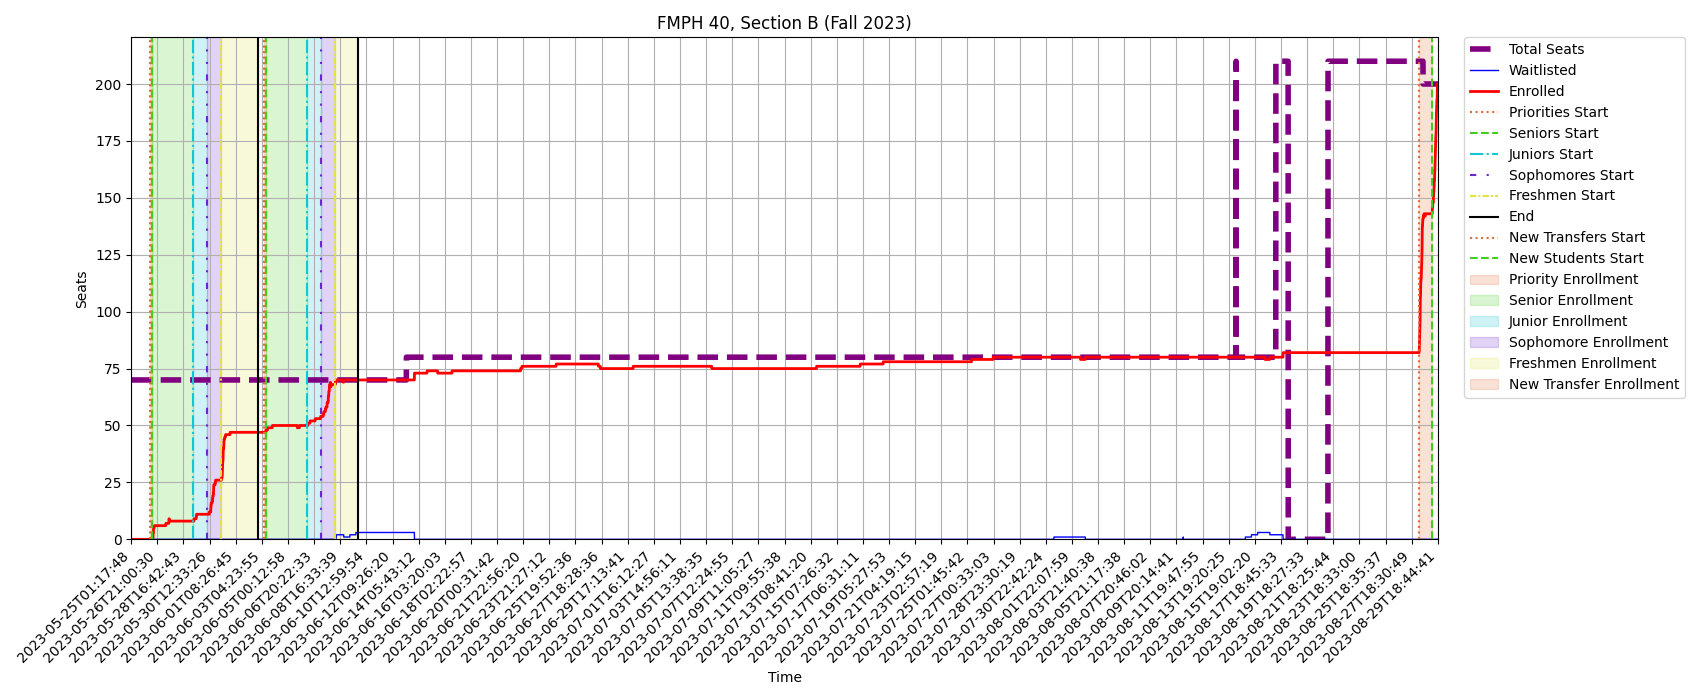 FMPH 40, Section B (Fall 2023)
Seats
200
175
150
125
100
75
50
25
0
2023-05-25T01:17:48
2023-05-26T21:00:30
2023-05-28T16:42:43
2023-05-30T12:33:26
2023-06-01T08:26:45
2023-06-03T04:23:55
2023-06-05T00:12:58
2023-06-06T20:22:33
2023-06-08T16:33:39
2023-06-10T12:59:54
2023-06-12T09:26:20
2023-06-14T05:43:12
2023-06-16T03:20:03
2023-06-18T02:22:57
2023-06-20T00:31:42
2023-06-21T22:56:20
2023-06-23T21:27:12
2023-06-25T19:52:36
2023-06-27T18:28:36
2023-06-29T17:13:41
2023-07-01T16:12:27
2023-07-03T14:56:11
2023-07-05T13:38:35
2023-07-07T12:24:55
2023-07-09T11:05:27
2023-07-11T09:55:38
2023-07-13T08:41:20
2023-07-15T07:26:32
2023-07-17T06:31:11
2023-07-19T05:27:53
2023-07-21T04:19:15
2023-07-23T02:57:19
2023-07-25T01:45:42
2023-07-27T00:33:03
2023-07-28T23:30:19
2023-07-30T22:42:24
2023-08-01T22:07:59
2023-08-03T21:40:38
2023-08-05T21:17:38
2023-08-07T20:46:02
2023-08-09T20:14:41
2023-08-11T19:47:55
2023-08-13T19:20:25
2023-08-15T19:02:20
2023-08-17T18:45:33
2023-08-19T18:27:33
2023-08-21T18:25:44
2023-08-23T18:33:00
2023-08-25T18:35:37
2023-08-27T18:30:49
2023-08-29T18:44:41
Time
Total Seats
Waitlisted
Enrolled
Priorities Start
Seniors Start
Juniors Start
Sophomores Start
Freshmen Start
End
New Transfers Start
New Students Start
Priority Enrollment
Senior Enrollment
Junior Enrollment
Sophomore Enrollment
Freshmen Enrollment
New Transfer Enrollment